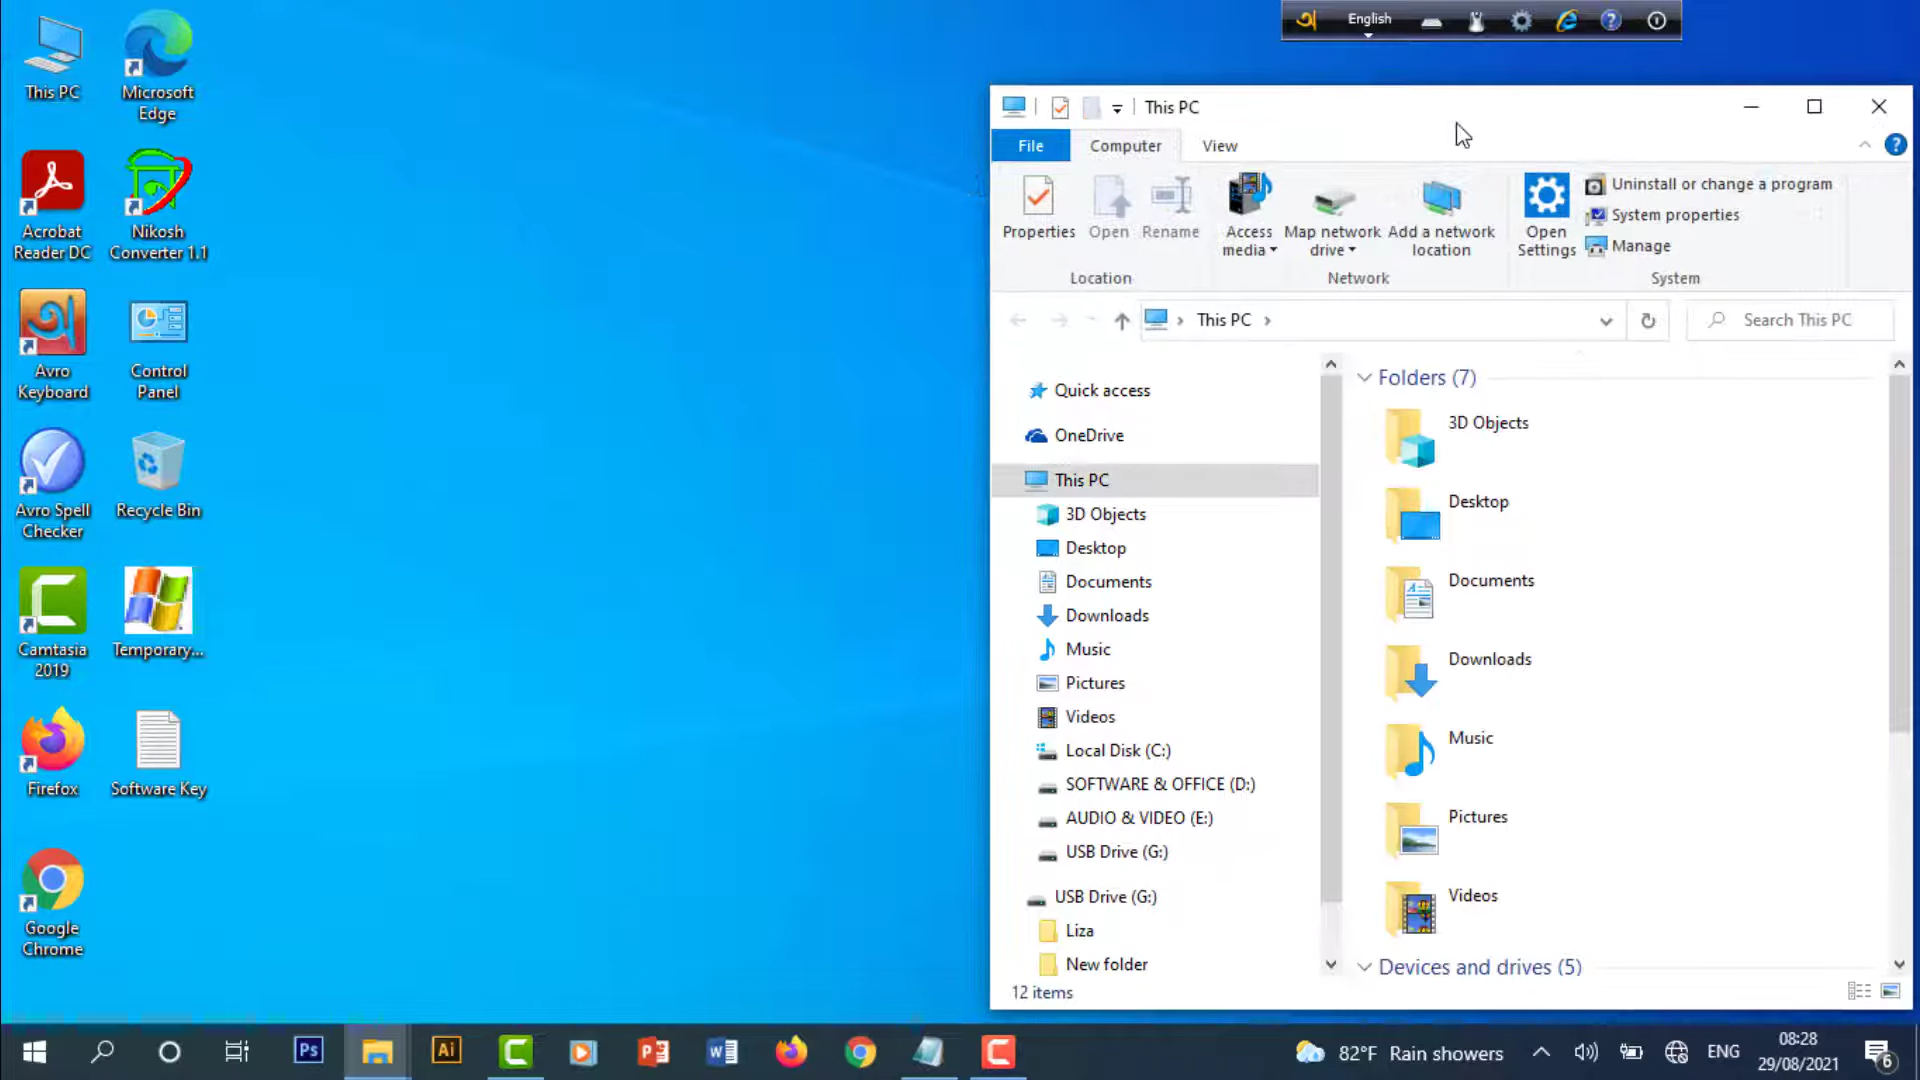 This PC
Microsoft
Edge
Acrobat
Reader DC
Nikosh
Converter 1.1
Avro
Keyboard
Control
Panel
Avro Spell
Checker
Recycle Bin
Camtasia
2019
Temporary...
Firefox
Software Key
Google
Chrome
অ English
This PC
File Computer View
Properties Open Rename
Access
media
Map network
drive
Add a network
location
Open
Settings
Uninstall or change a program
System properties
Manage
Location Network System
This PC
Search This PC
Quick access
OneDrive
This PC
3D Objects
Desktop
Documents
Downloads
Music
Pictures
Videos
Local Disk (C:)
SOFTWARE & OFFICE (D:)
AUDIO & VIDEO (E:)
USB Drive (G:)
USB Drive (G:)
Liza
New folder
Folders (7)
3D Objects
Desktop
Documents
Downloads
Music
Pictures
Videos
Devices and drives (5)
12 items
Ps
Ai
82°F Rain showers
ENG
08:28
29/08/2021
6